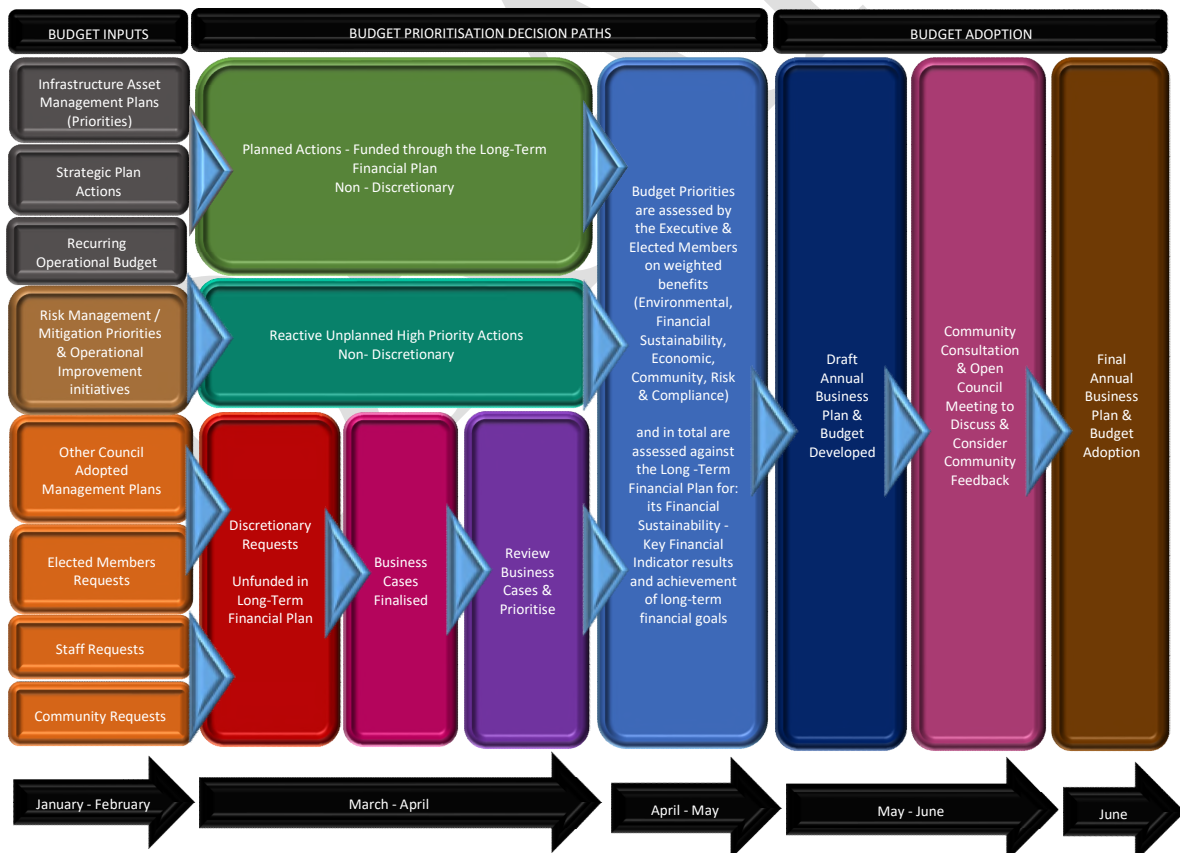 BUDGET INPUTS
BUDGET PRIORITISATION DECISION PATHS
BUDGET ADOPTION
Infrastructure Asset
Management Plans
(Priorities)
Strategic Plan
Actions
Recurring
Operational Budget
Risk Management /
Mitigation Priorities
& Operational
Improvement
initiatives
Other Council
Adopted
Management Plans
Elected Members
Requests
Staff Requests
Community Requests
Planned Actions - Funded through the Long-Term
Financial Plan
Non - Discretionary
Reactive Unplanned High Priority Actions
Non- Discretionary
Discretionary
Requests
Unfunded in
Long-Term
Financial Plan
Business
Cases
Finalised
Review
Business
Cases &
Prioritise
Budget Priorities
are assessed by
the Executive &
Elected Members
on weighted
benefits
(Environmental,
Financial
Sustainability,
Economic,
Community, Risk
& Compliance)
and in total are
assessed against
the Long -Term
Financial Plan for:
its Financial
Sustainability -
Key Financial
Indicator results
and achievement
of long-term
financial goals
Draft
Annual
Business
Plan &
Budget
Developed
Community
Consultation
& Open
Council
Meeting to
Discuss &
Consider
Community
Feedback
Final
Annual
Business
Plan &
Budget
Adoption
January - February
March - April
April - May
May - June
June